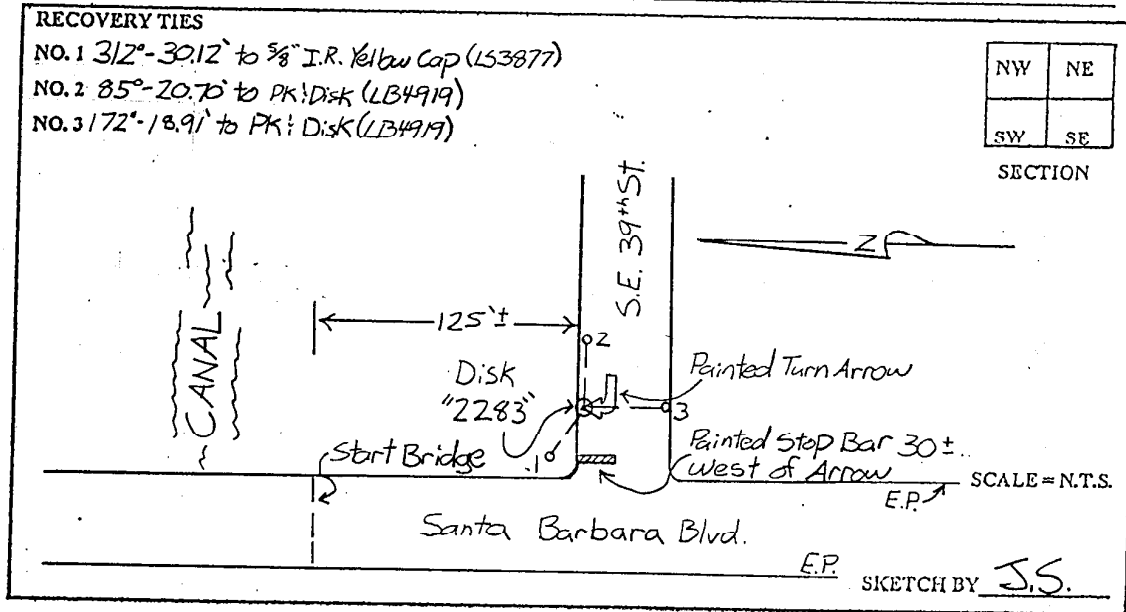 RECOVERY TIES
NO. 1 312°-30.12' to 5/8" I.R. Yellow Cap (LS3877)
NO. 2 85°-20.70' to PK & Disk (LB4919)
NO. 3 172°-18.91' to PK & Disk (LB4919)
NW NE
SW SE
SECTION
S.E. 39th St.
N
CANAL
125'±
2
Disk
"2283"
Painted Turn Arrow
3
1
Start Bridge
Painted Stop Bar 30±
west of Arrow
SCALE = N.T.S.
E.P.
Santa Barbara Blvd.
E.P.
SKETCH BY J.S.